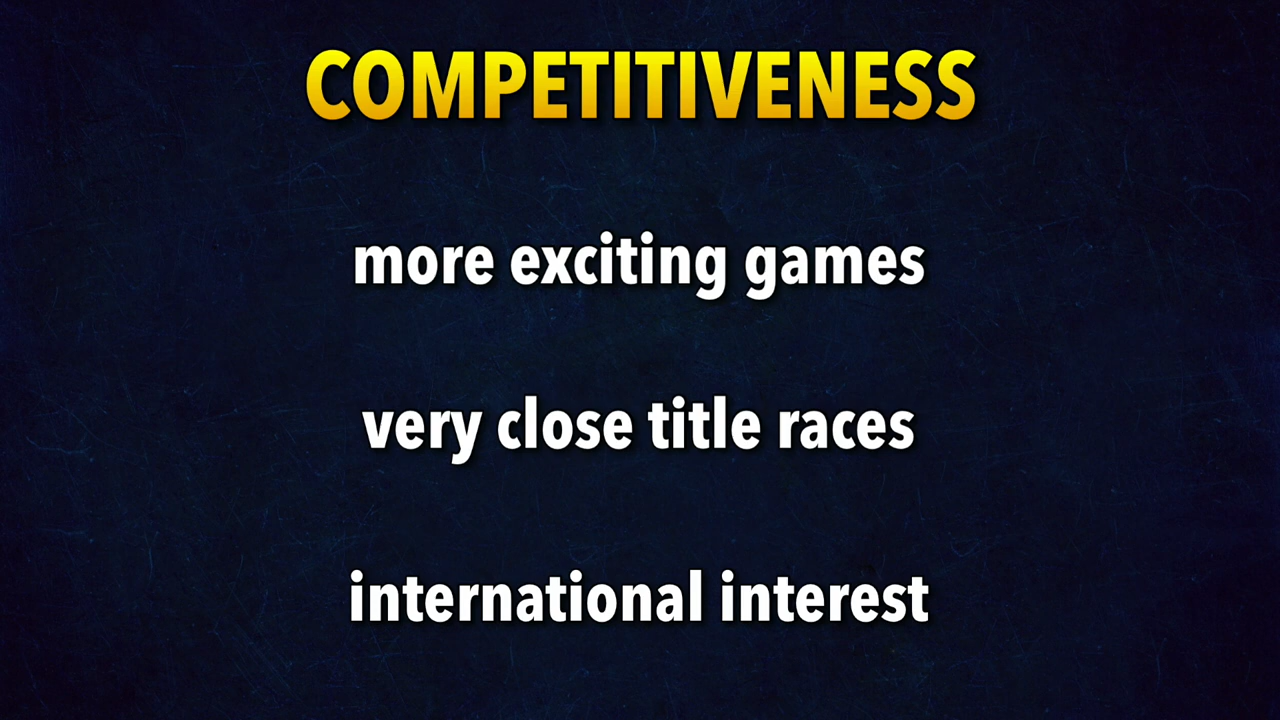 COMPETITIVENESS
more exciting games
very close title races
international interest